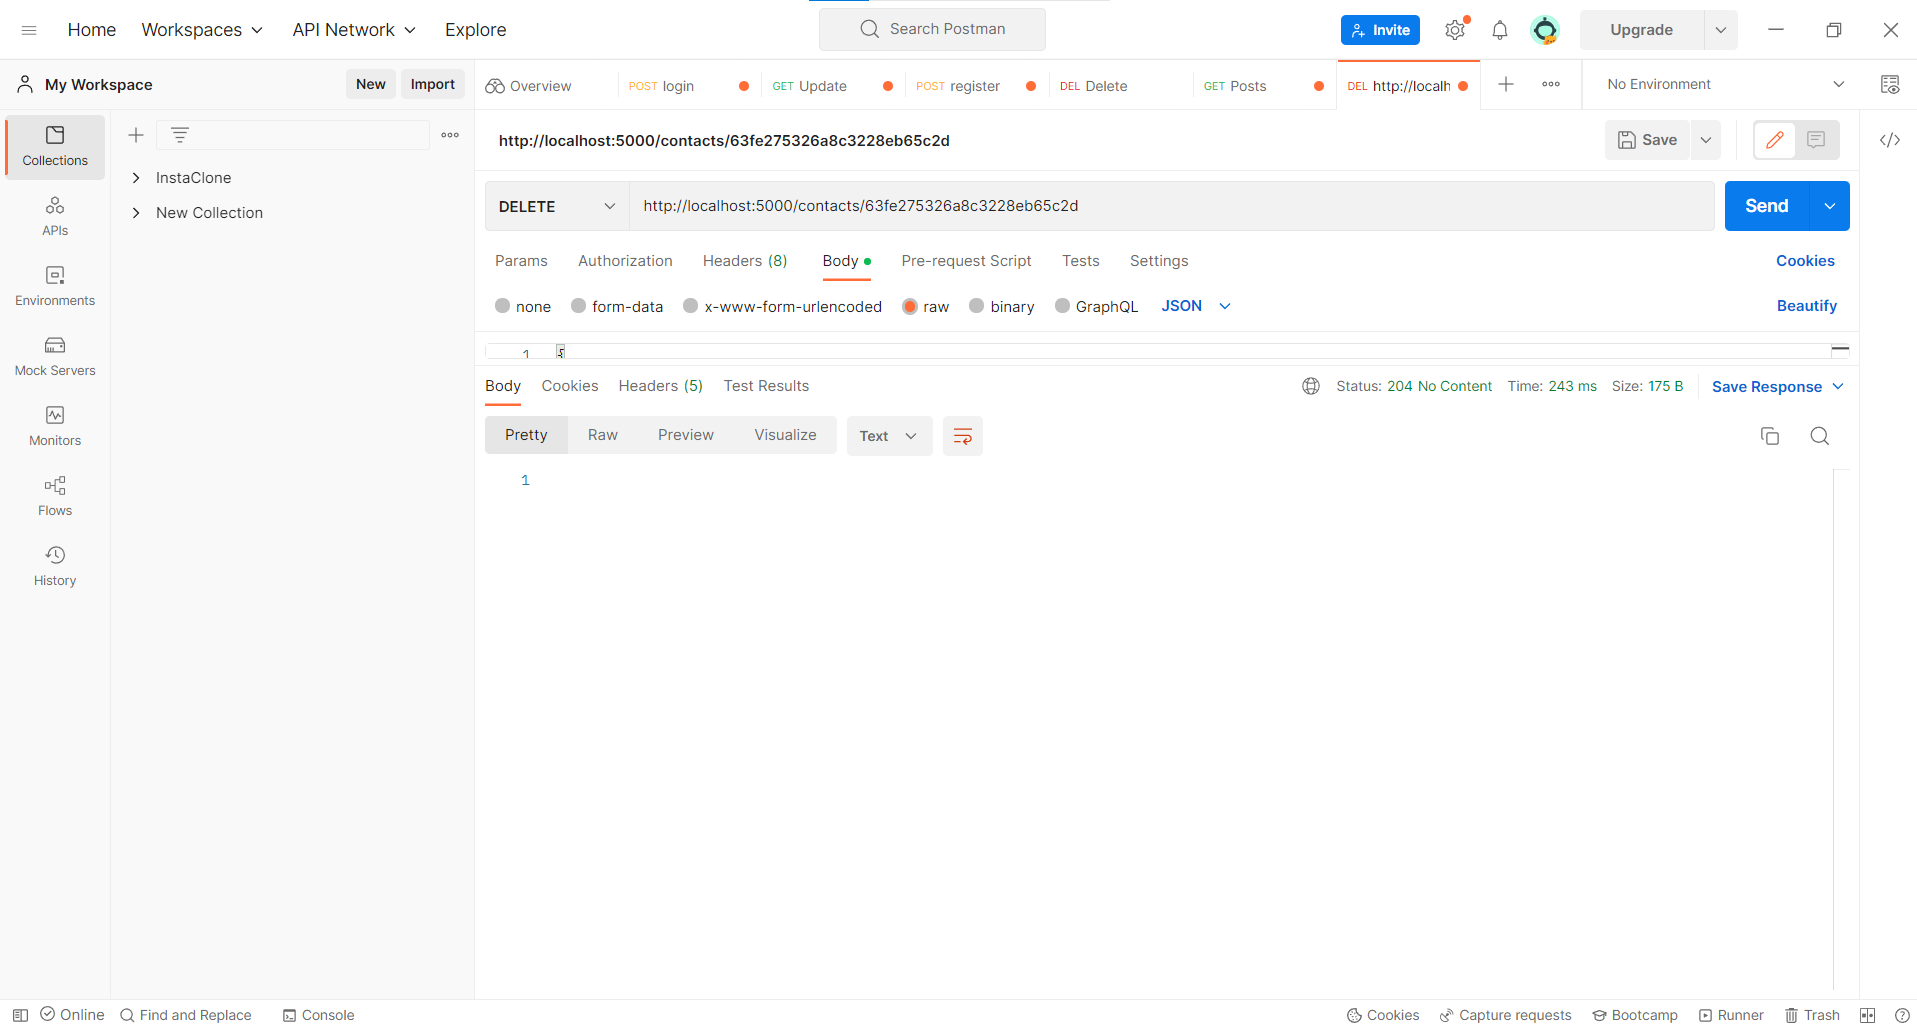 Home Workspaces API Network Explore Search Postman Invite Upgrade
My Workspace New Import Overview POST login GET Update POST register DEL Delete GET Posts DEL http://localh No Environment
Collections
APIs
Environments
Mock Servers
Monitors
Flows
History
InstaClone
New Collection
http://localhost:5000/contacts/63fe275326a8c3228eb65c2d Save
DELETE http://localhost:5000/contacts/63fe275326a8c3228eb65c2d Send
Params Authorization Headers (8) Body Pre-request Script Tests Settings Cookies
none form-data x-www-form-urlencoded raw binary GraphQL JSON Beautify
1 {
Body Cookies Headers (5) Test Results Status: 204 No Content Time: 243 ms Size: 175 B Save Response
Pretty Raw Preview Visualize Text
1
Online Find and Replace Console Cookies Capture requests Bootcamp Runner Trash